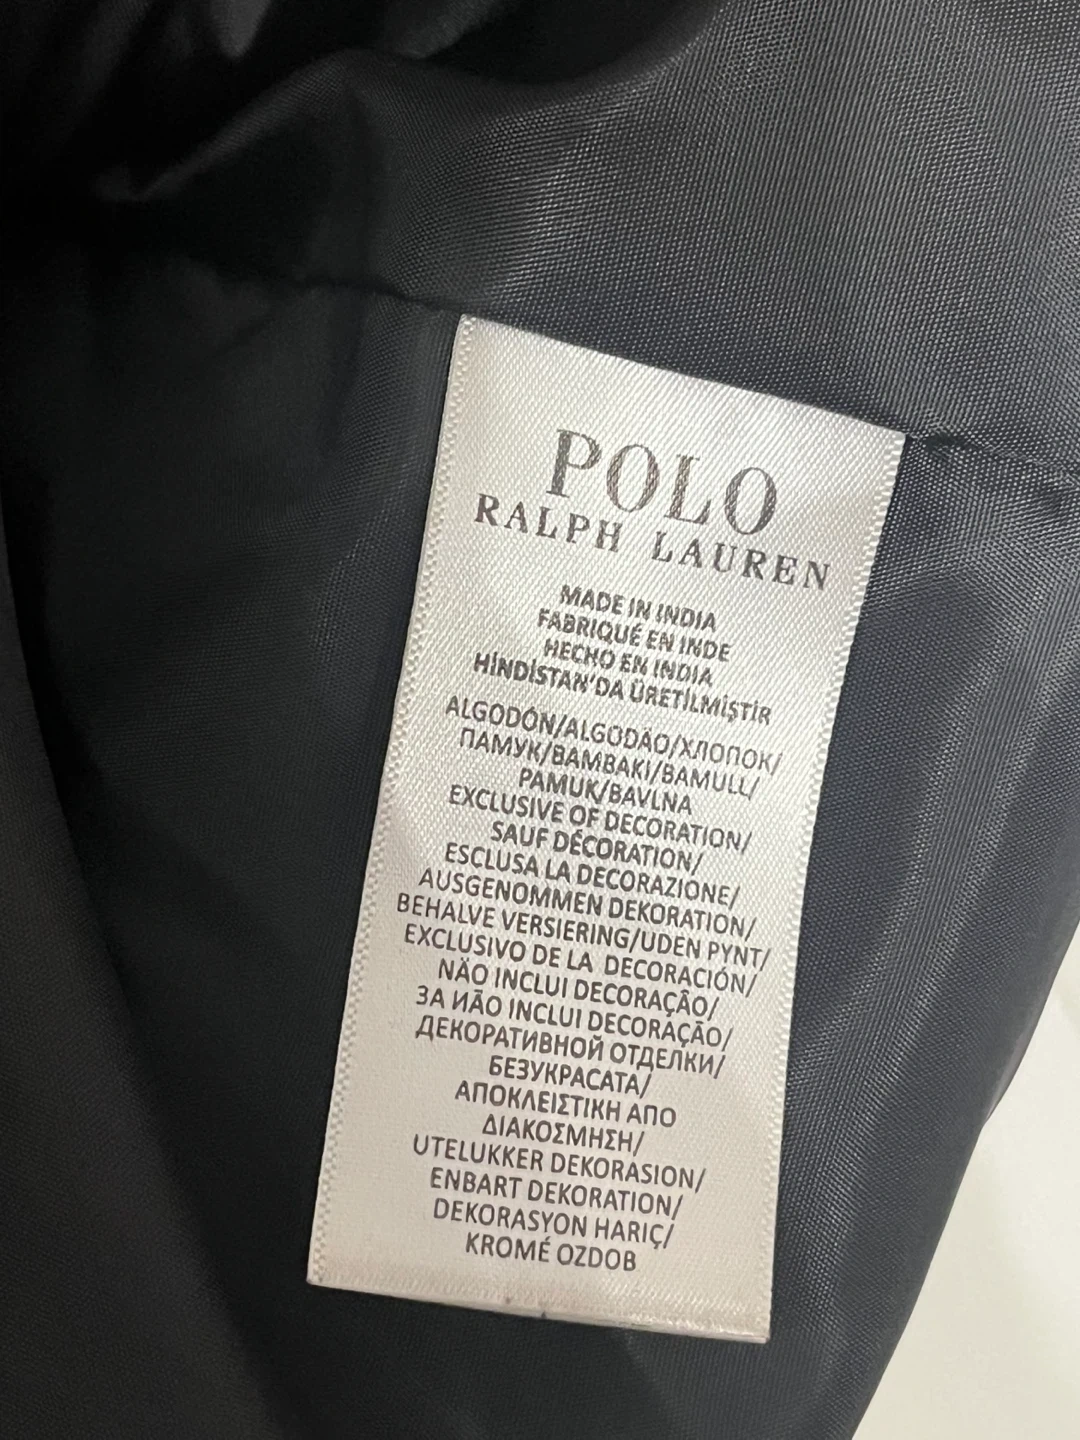 POLO
RALPH LAUREN
MADE IN INDIA
FABRIQUÉ EN INDE
HECHO EN INDIA
HİNDİSTAN'DA ÜRETİLMİŞTİR
ALGODÓN/ALGODÃO/ХЛОПОК/
ПАМУК/BAMBAKI/BAMULL/
PAMUK/BAVLNA
EXCLUSIVE OF DECORATION/
SAUF DÉCORATION/
ESCLUSA LA DECORAZIONE/
AUSGENOMMEN DEKORATION/
BEHALVE VERSIERING/UDEN PYNT/
EXCLUSIVO DE LA DECORACIÓN/
NÃO INCLUI DECORAÇÃO/
ЗА ИÃO INCLUI DECORAÇÃO/
ДЕКОРАТИВНОЙ ОТДЕЛКИ/
БЕЗУКРАСАТА/
ΑΠΟΚΛΕΙΣΤΙΚΗ ΑΠΟ
ΔΙΑΚΟΣΜΗΣΗ/
UTELUKKER DEKORASION/
ENBART DEKORATION/
DEKORASYON HARIÇ/
KROMÉ OZDOB